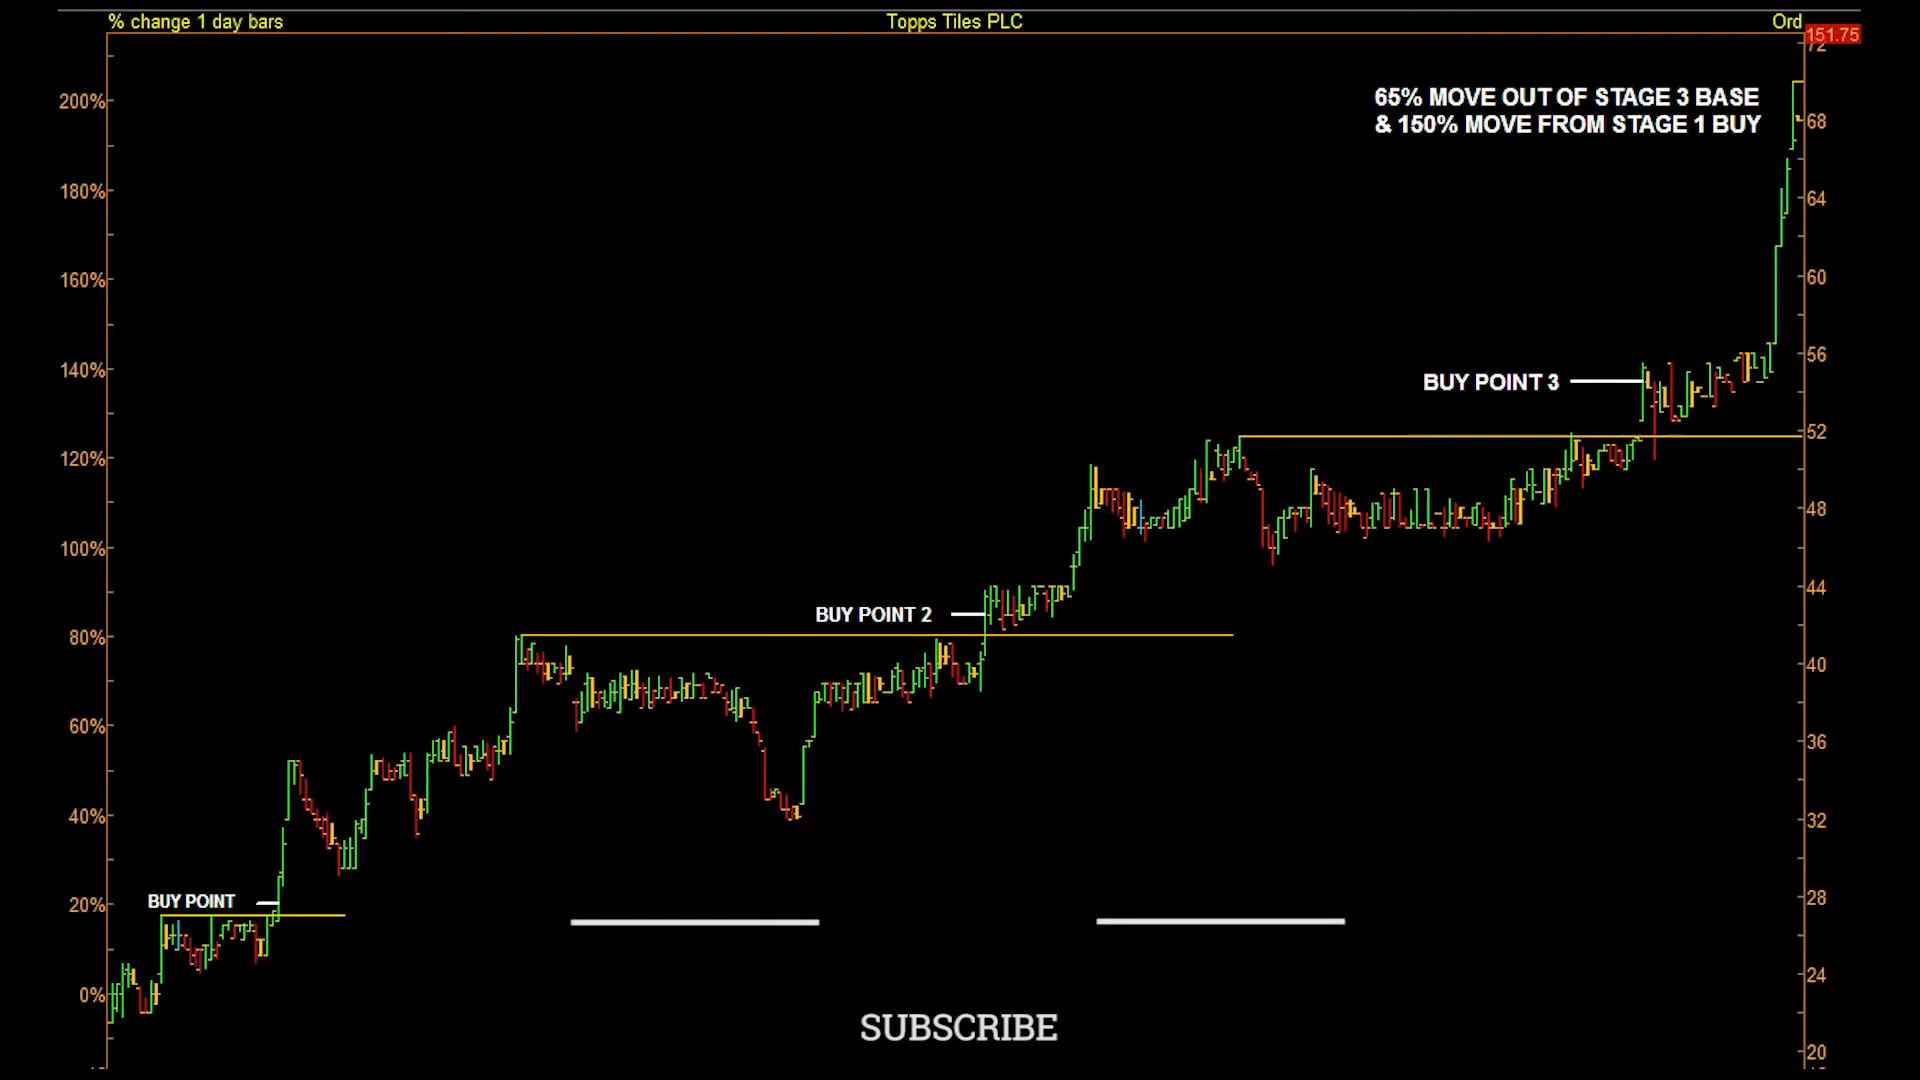 % change 1 day bars
Topps Tiles PLC
Ord
151.75
72
65% MOVE OUT OF STAGE 3 BASE
& 150% MOVE FROM STAGE 1 BUY
200%
68
180%
64
160%
60
BUY POINT 3
140%
56
120%
52
48
100%
44
BUY POINT 2
80%
40
60%
36
40%
32
BUY POINT
20%
28
0%
24
SUBSCRIBE
20